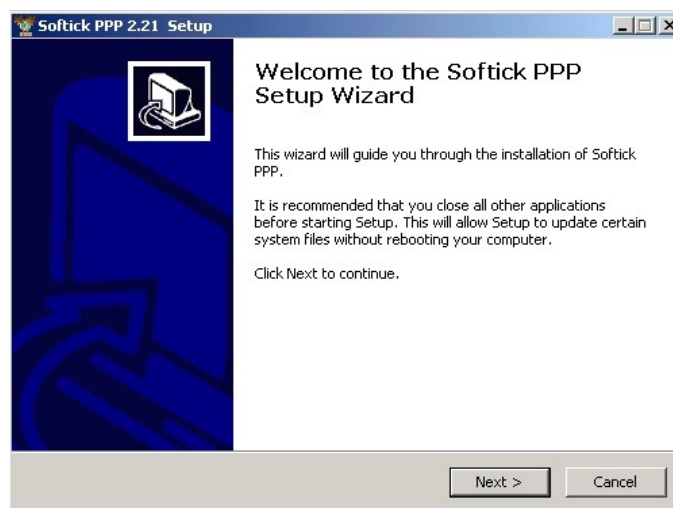 Softick PPP 2.21 Setup
Welcome to the Softick PPP
Setup Wizard
This wizard will guide you through the installation of Softick
PPP.
It is recommended that you close all other applications
before starting Setup. This will allow Setup to update certain
system files without rebooting your computer.
Click Next to continue.
Next >
Cancel